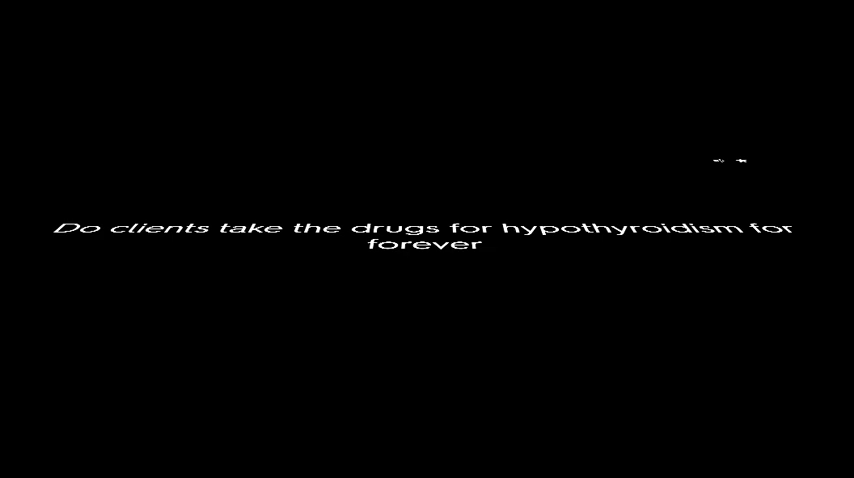 Do clients take the drugs for hypothyroidism for
forever